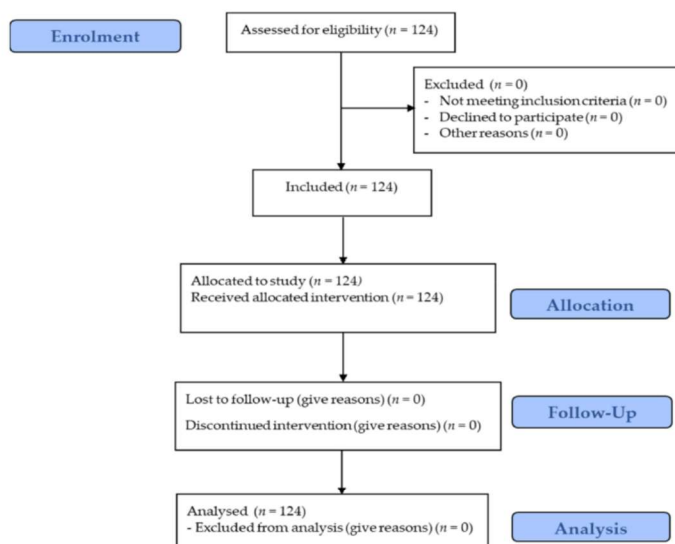 Enrolment
Assessed for eligibility (n = 124)
Excluded (n = 0)
- Not meeting inclusion criteria (n = 0)
- Declined to participate (n = 0)
- Other reasons (n = 0)
Included (n = 124)
Allocated to study (n = 124)
Received allocated intervention (n = 124)
Allocation
Lost to follow-up (give reasons) (n = 0)
Discontinued intervention (give reasons) (n = 0)
Follow-Up
Analysed (n = 124)
- Excluded from analysis (give reasons) (n = 0)
Analysis